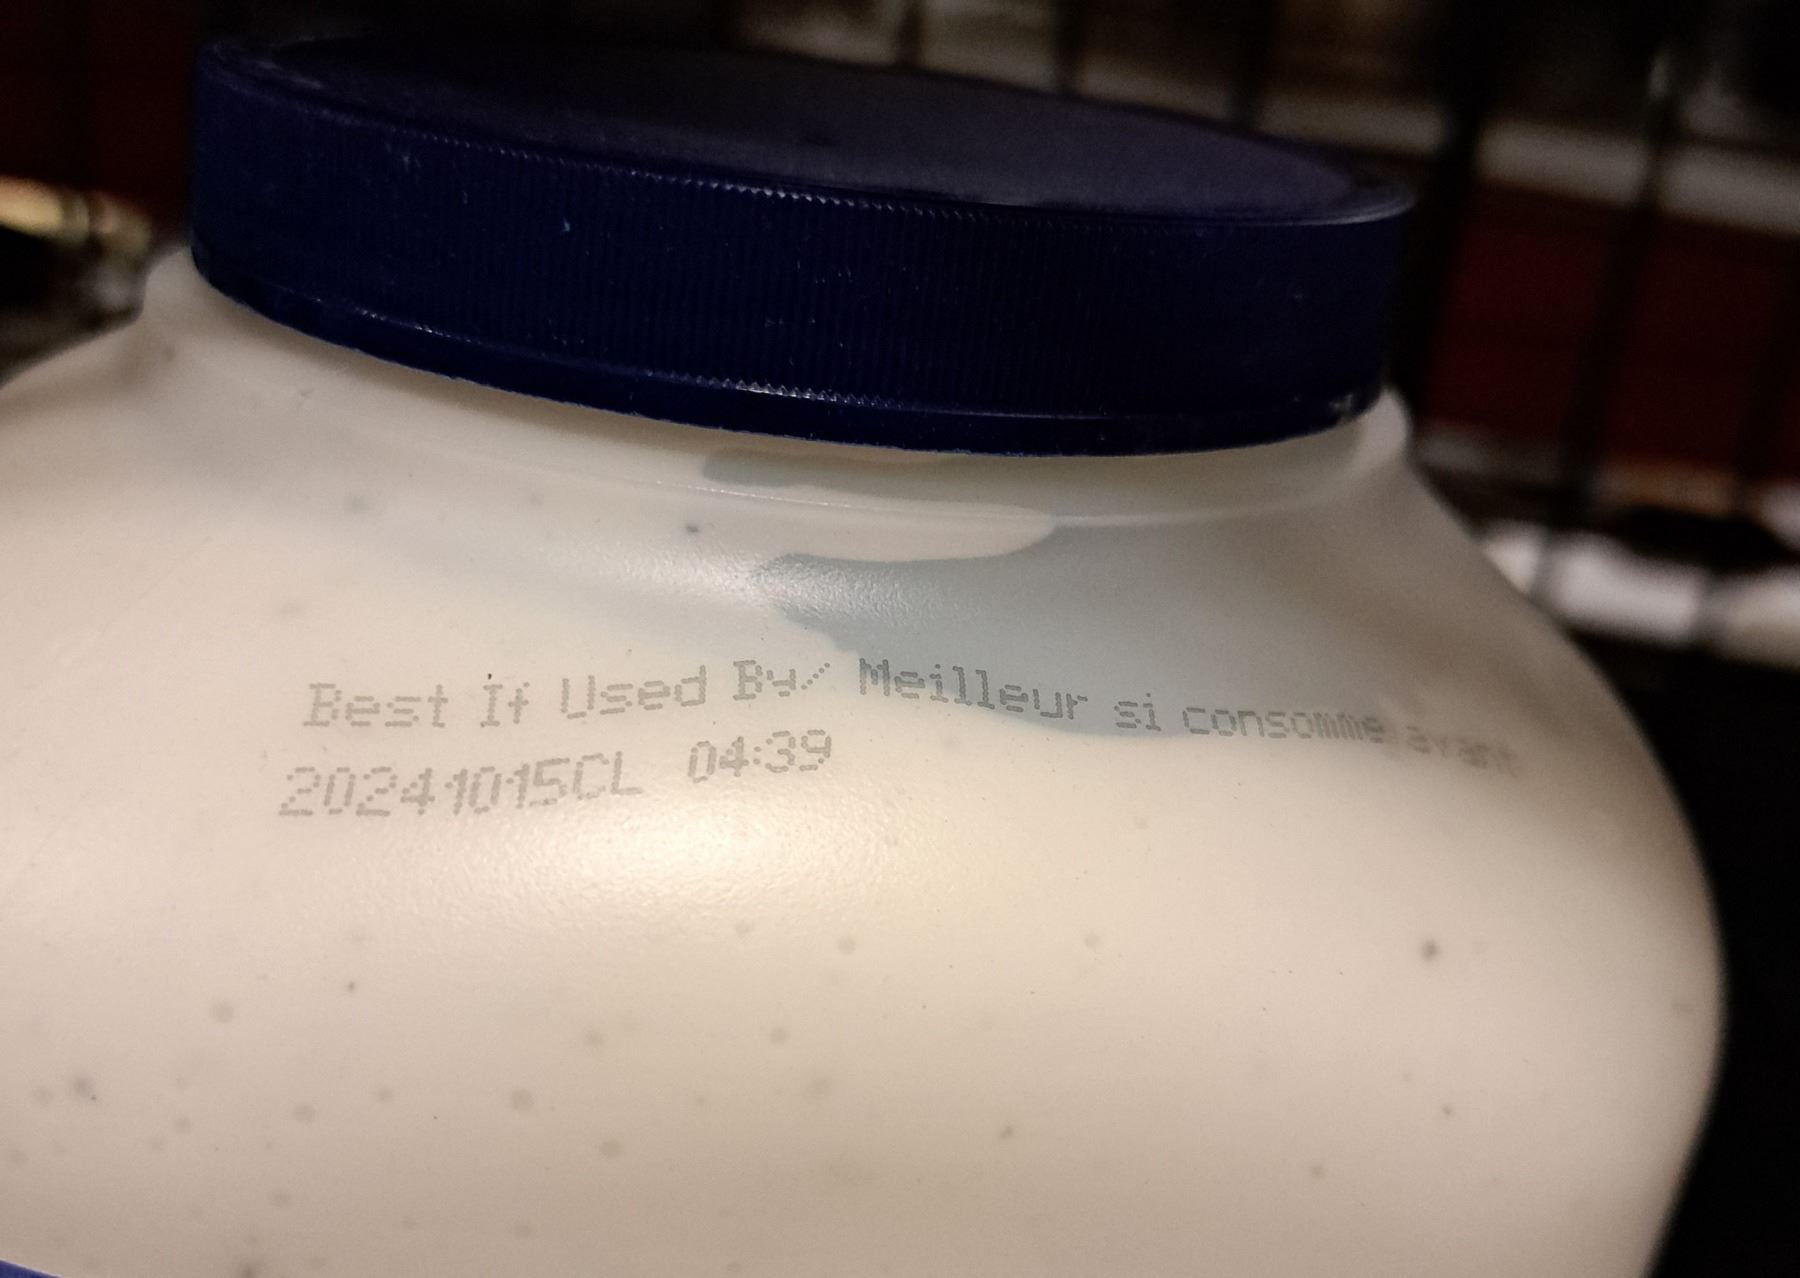 Best If Used By/ Meilleur si consomme avant
20241015CL 04:39